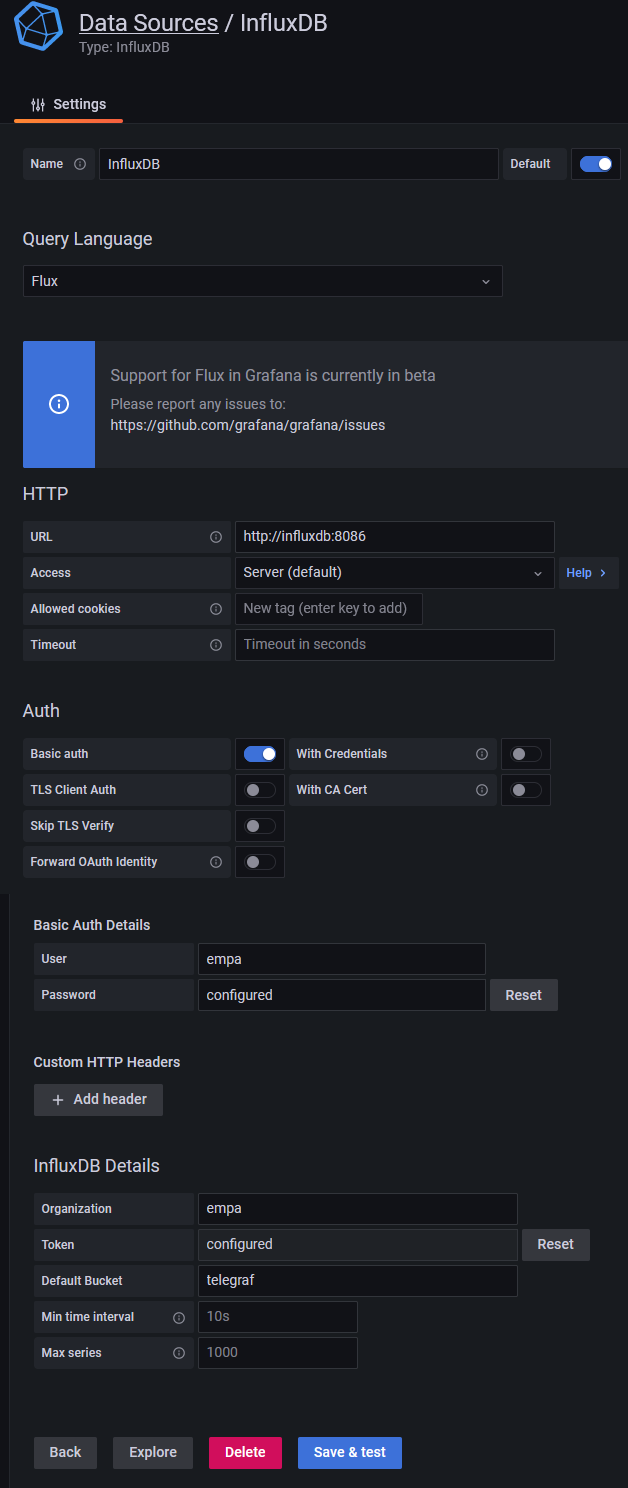 Data Sources / InfluxDB
Type: InfluxDB
Settings
Name InfluxDB Default
Query Language
Flux
Support for Flux in Grafana is currently in beta
Please report any issues to:
https://github.com/grafana/grafana/issues
HTTP
URL http://influxdb:8086
Access Server (default) Help >
Allowed cookies New tag (enter key to add)
Timeout Timeout in seconds
Auth
Basic auth With Credentials
TLS Client Auth With CA Cert
Skip TLS Verify
Forward OAuth Identity
Basic Auth Details
User empa
Password configured Reset
Custom HTTP Headers
+ Add header
InfluxDB Details
Organization empa
Token configured Reset
Default Bucket telegraf
Min time interval 10s
Max series 1000
Back Explore Delete Save & test